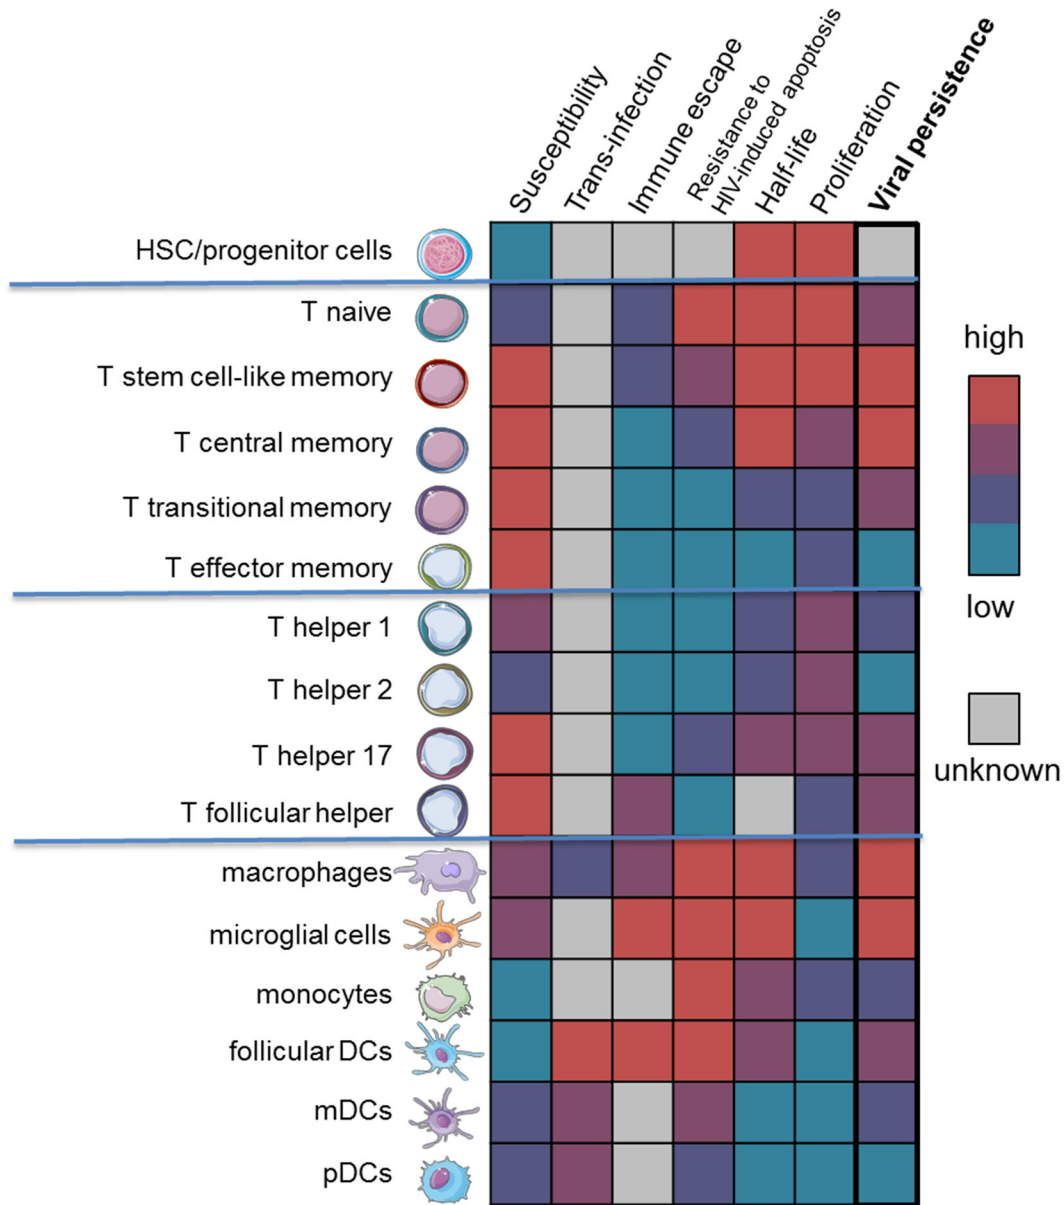 Susceptibility
Trans-infection
Immune escape
Resistance to
HIV-induced apoptosis
Half-life
Proliferation
Viral persistence
HSC/progenitor cells
T naive
T stem cell-like memory
T central memory
T transitional memory
T effector memory
T helper 1
T helper 2
T helper 17
T follicular helper
macrophages
microglial cells
monocytes
follicular DCs
mDCs
pDCs
high
low
unknown